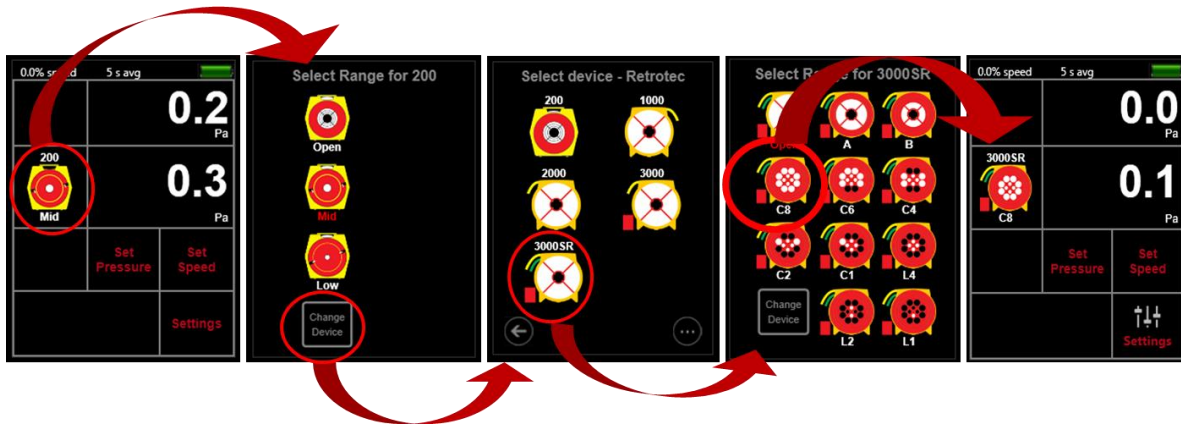 0.0% speed 5 s avg
0.2
Pa
200
Mid
0.3
Pa
Set Pressure
Set Speed
Settings
Select Range for 200
Open
Mid
Low
Change Device
Select device - Retrotec
200 1000
2000 3000
3000SR
Select Range for 3000SR
Open A B
C8 C6 C4
C2 C1 L4
Change Device
L2 L1
0.0% speed 5 s avg
0.0
Pa
3000SR
C8
0.1
Pa
Set Pressure
Set Speed
Settings